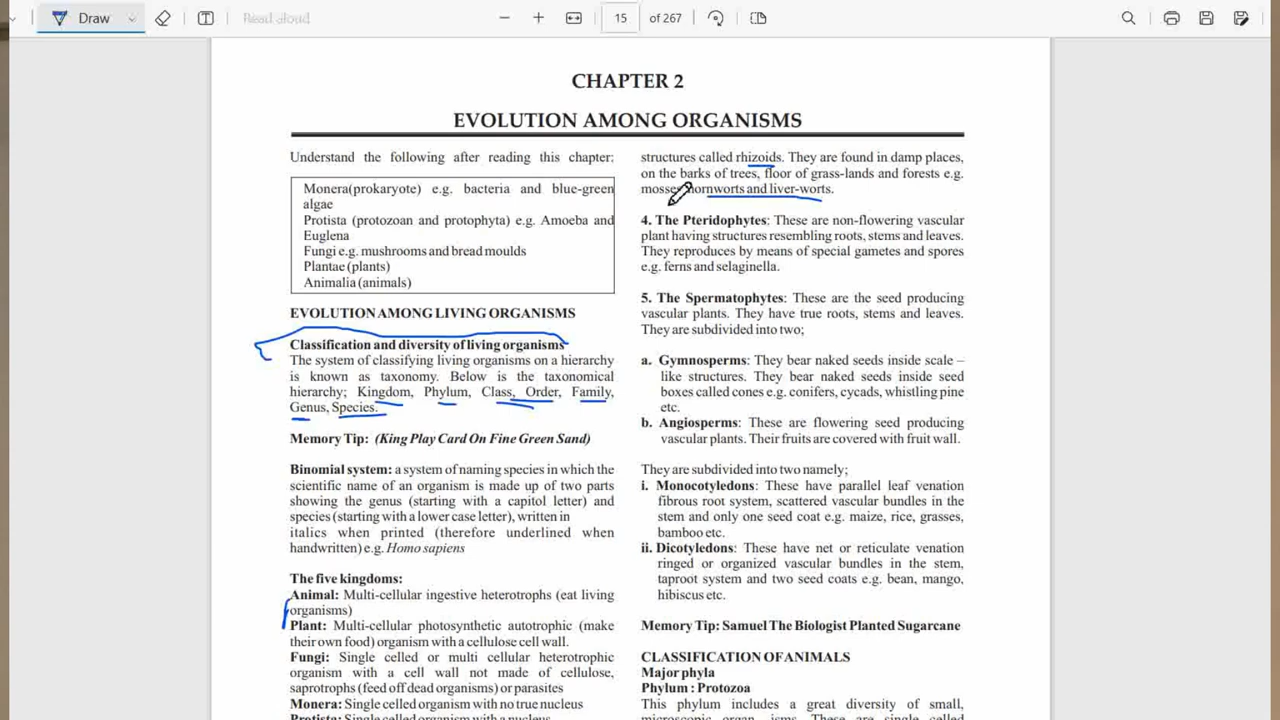 Draw
Read aloud
15
of 267
CHAPTER 2
EVOLUTION AMONG ORGANISMS
Understand the following after reading this chapter:
Monera(prokaryote) e.g. bacteria and blue-green
algae
Protista (protozoan and protophyta) e.g. Amoeba and
Euglena
Fungi e.g. mushrooms and bread moulds
Plantae (plants)
Animalia (animals)
EVOLUTION AMONG LIVING ORGANISMS
Classification and diversity of living organisms
The system of classifying living organisms on a hierarchy
is known as taxonomy. Below is the taxonomical
hierarchy; Kingdom, Phylum, Class, Order, Family,
Genus, Species.
Memory Tip: (King Play Card On Fine Green Sand)
Binomial system: a system of naming species in which the
scientific name of an organism is made up of two parts
showing the genus (starting with a capitol letter) and
species (starting with a lower case letter), written in
italics when printed (therefore underlined when
handwritten) e.g. Homo sapiens
The five kingdoms:
Animal: Multi-cellular ingestive heterotrophs (eat living
organisms)
Plant: Multi-cellular photosynthetic autotrophic (make
their own food) organism with a cellulose cell wall.
Fungi: Single celled or multi cellular heterotrophic
organism with a cell wall not made of cellulose,
saprotrophs (feed off dead organisms) or parasites
Monera: Single celled organism with no true nucleus
Protista: Single celled organism with a nucleus
structures called rhizoids. They are found in damp places,
on the barks of trees, floor of grass-lands and forests e.g.
hornworts and liver-worts.
4. The Pteridophytes: These are non-flowering vascular
plant having structures resembling roots, stems and leaves.
They reproduces by means of special gametes and spores
e.g. ferns and selaginella.
5. The Spermatophytes: These are the seed producing
vascular plants. They have true roots, stems and leaves.
They are subdivided into two;
a. Gymnosperms: They bear naked seeds inside scale –
like structures. They bear naked seeds inside seed
boxes called cones e.g. conifers, cycads, whistling pine
etc.
b. Angiosperms: These are flowering seed producing
vascular plants. Their fruits are covered with fruit wall.
They are subdivided into two namely;
i. Monocotyledons: These have parallel leaf venation
fibrous root system, scattered vascular bundles in the
stem and only one seed coat e.g. maize, rice, grasses,
bamboo etc.
ii. Dicotyledons: These have net or reticulate venation
ringed or organized vascular bundles in the stem,
taproot system and two seed coats e.g. bean, mango,
hibiscus etc.
Memory Tip: Samuel The Biologist Planted Sugarcane
CLASSIFICATION OF ANIMALS
Major phyla
Phylum : Protozoa
This phylum includes a great diversity of small,
microscopic organ isms. These are single celled